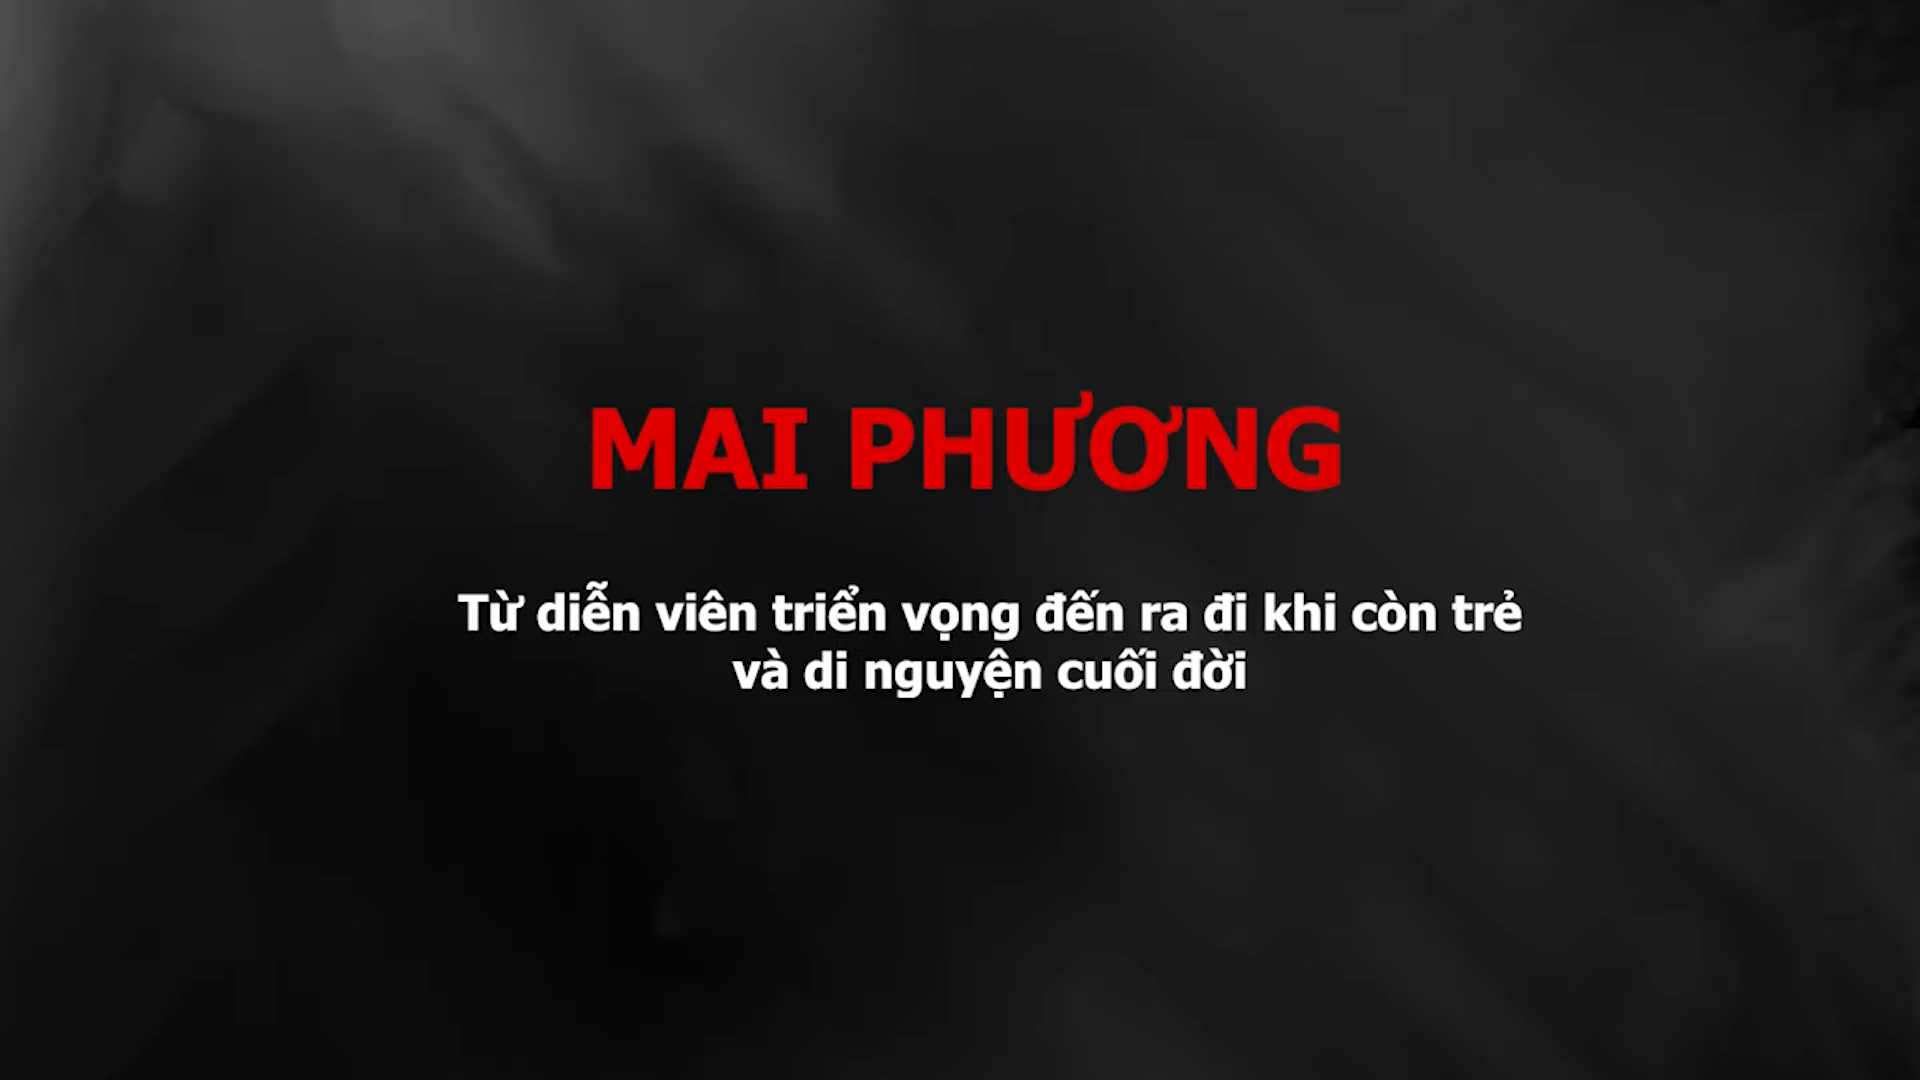 MAI PHƯƠNG
Từ diễn viên triển vọng đến ra đi khi còn trẻ
và di nguyện cuối đời